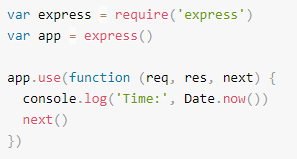 var express = require('express')
var app = express()

app.use(function (req, res, next) {
  console.log('Time:', Date.now())
  next()
})